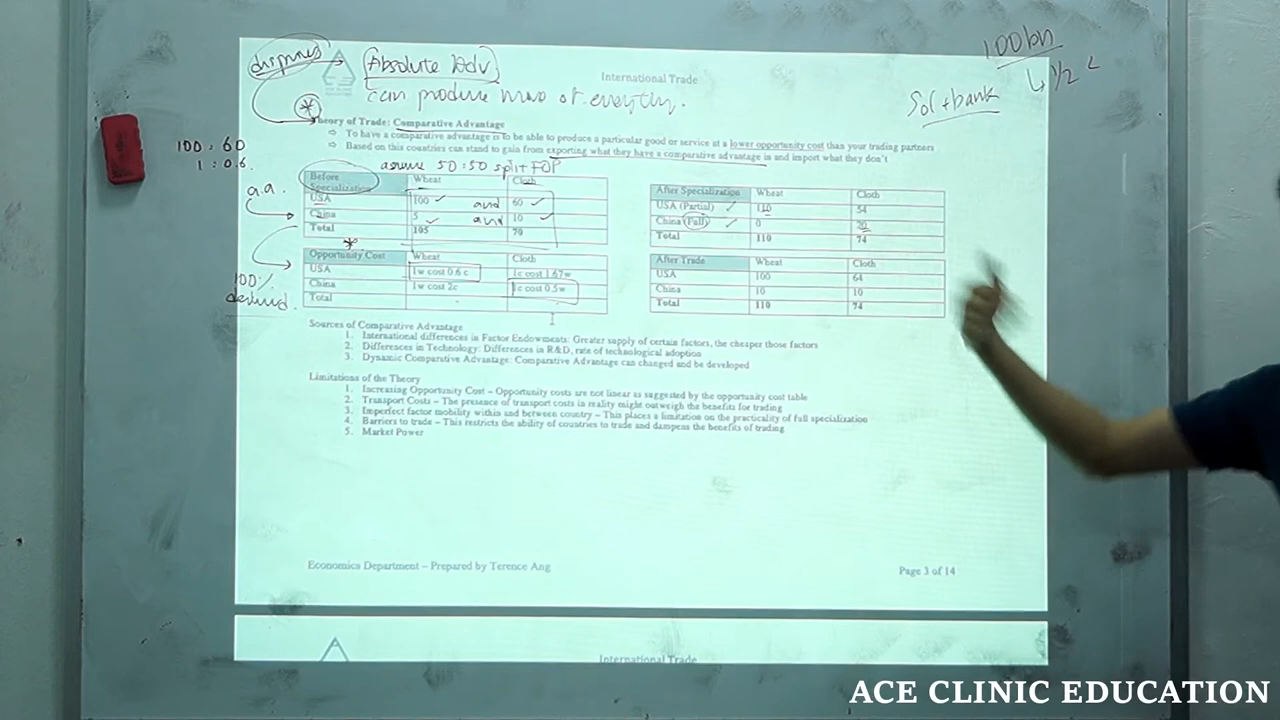 disproves
Absolute Adv
International Trade
can produce more of everything.
100bn
↳ 1/2
Sol + bank
*
Theory of Trade: Comparative Advantage
⇨ To have a comparative advantage is To be able to produce a particular good or service at a lower opportunity cost than your trading partners
⇨ Based on this countries can stand to gain from exporting what they have a comparative advantage in and import what they don't
100 : 60
1 : 0.6
assume 50:50 split FOP
a.a.
Before Specialization Wheat Cloth
USA 100 and 60
China 5 and 10
Total 105 70
After Specialization Wheat Cloth
USA (Partial) 110 54
China (Full) 0 20
Total 110 74
*
Opportunity Cost Wheat Cloth
USA 1w cost 0.6 c 1c cost 1.67w
China 1w cost 2c 1c cost 0.5w
Total
100%
After Trade Wheat Cloth
USA 100 64
China 10 10
Total 110 74
Sources of Comparative Advantage
1. International differences in Factor Endowments: Greater supply of certain factors, the cheaper those factors
2. Differences in Technology: Differences in R&D, rate of technological adoption
3. Dynamic Comparative Advantage: Comparative Advantage can changed and be developed
Limitations of the Theory
1. Increasing Opportunity Cost – Opportunity costs are not linear as suggested by the opportunity cost table
2. Transport Costs – The presence of transport costs in reality might outweigh the benefits for trading
3. Imperfect factor mobility within and between country – This places a limitation on the practicality of full specialization
4. Barriers to trade – This restricts the ability of countries to trade and dampens the benefits of trading
5. Market Power
Economics Department – Prepared by Terence Ang
Page 3 of 14
International Trade
ACE CLINIC EDUCATION